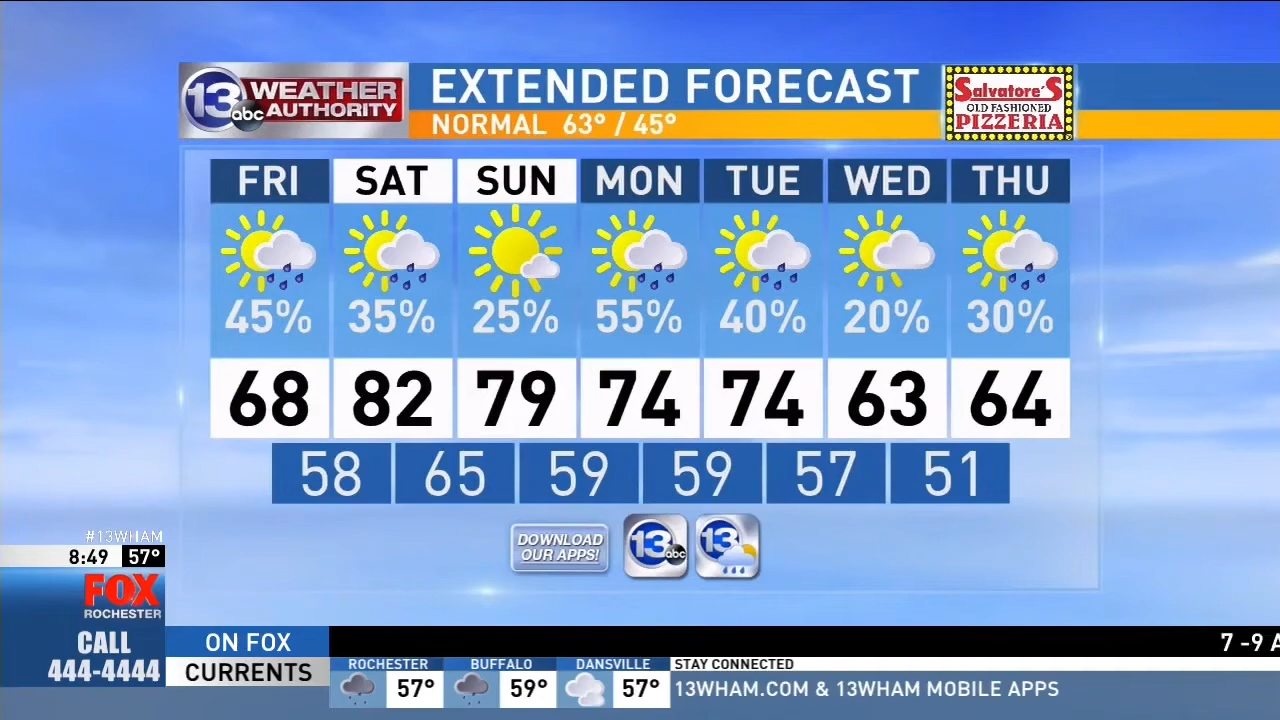 13 abc WEATHER AUTHORITY
EXTENDED FORECAST
NORMAL 63° / 45°
Salvatore'S
OLD FASHIONED
PIZZERIA
FRI SAT SUN MON TUE WED THU
45% 35% 25% 55% 40% 20% 30%
68 82 79 74 74 63 64
58 65 59 59 57 51
DOWNLOAD
OUR APPS!
13 abc
13
#13WHAM
8:49 57°
FOX
ROCHESTER
CALL
444-4444
ON FOX
7 -9 A
CURRENTS
ROCHESTER BUFFALO DANSVILLE STAY CONNECTED
57° 59° 57° 13WHAM.COM & 13WHAM MOBILE APPS